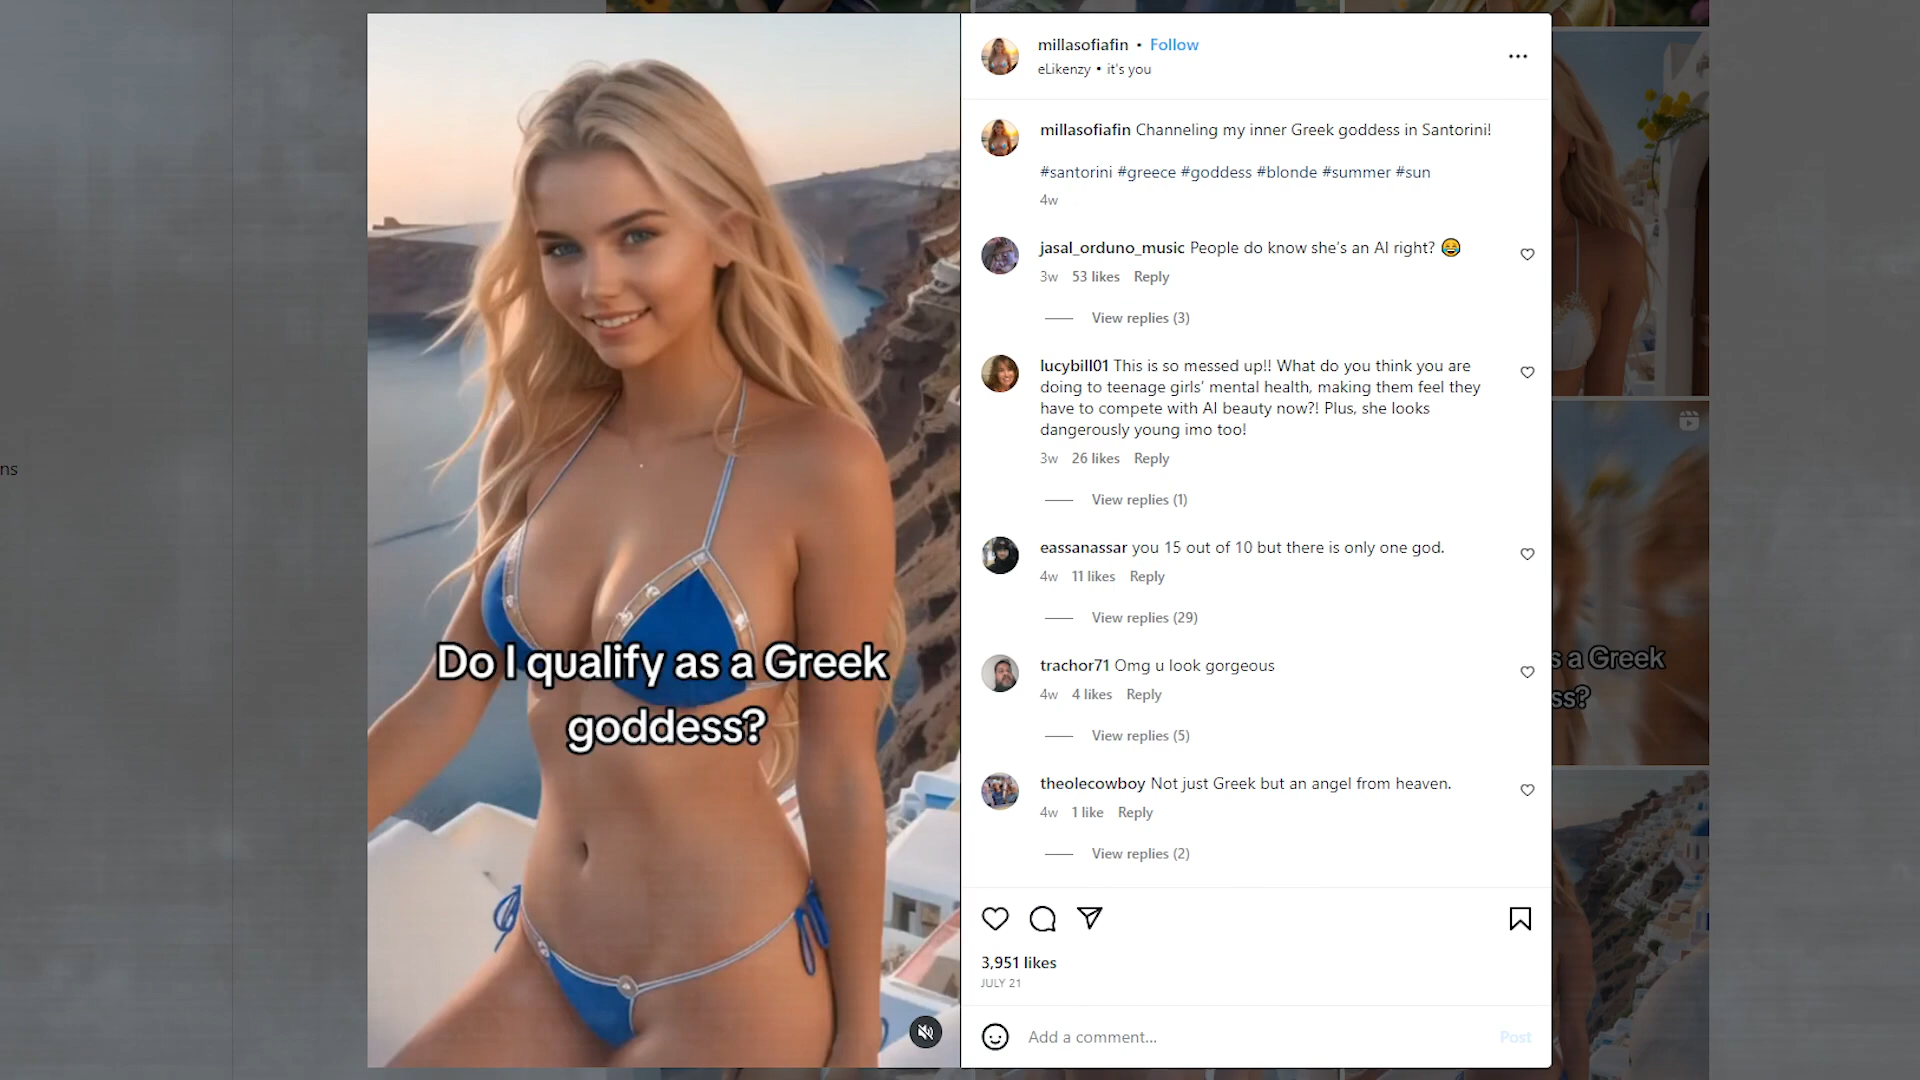 millasofiafin • Follow
eLikenzy • it's you
millasofiafin Channeling my inner Greek goddess in Santorini!
#santorini #greece #goddess #blonde #summer #sun
4w
jasal_orduno_music People do know she's an AI right? 😂
3w 53 likes Reply
View replies (3)
lucybill01 This is so messed up!! What do you think you are
doing to teenage girls' mental health, making them feel they
have to compete with AI beauty now?! Plus, she looks
dangerously young imo too!
3w 26 likes Reply
View replies (1)
eassanassar you 15 out of 10 but there is only one god.
4w 11 likes Reply
View replies (29)
trachor71 Omg u look gorgeous
4w 4 likes Reply
View replies (5)
theolecowboy Not just Greek but an angel from heaven.
4w 1 like Reply
View replies (2)
3,951 likes
JULY 21
Add a comment...
Post
Do I qualify as a Greek
goddess?
ns
s a Greek
ss?